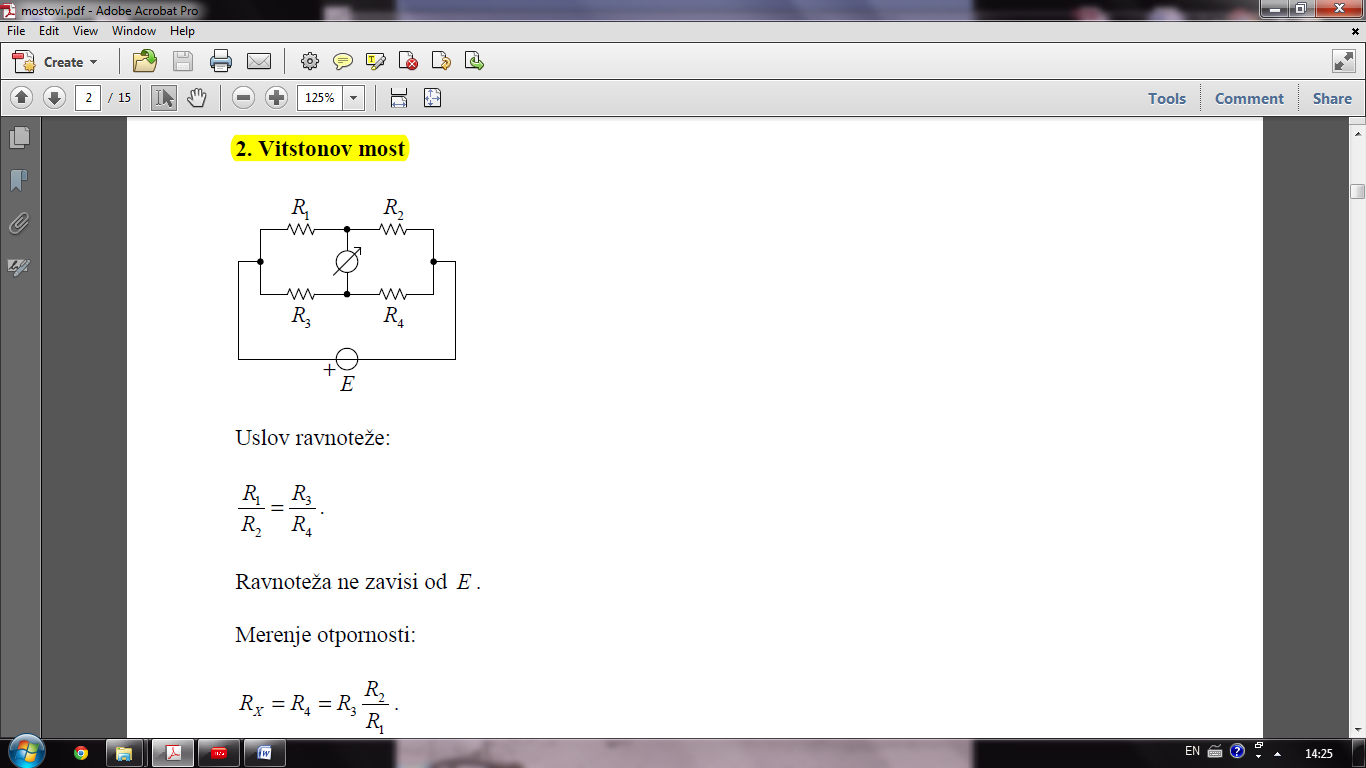 mostovi.pdf - Adobe Acrobat Pro
File Edit View Window Help
Create
2 / 15 125% Tools Comment Share
2. Vitstonov most
R1 R2
R3 R4
+
E
Uslov ravnoteže:
R1/R2 = R3/R4.
Ravnoteža ne zavisi od E.
Merenje otpornosti:
RX = R4 = R3 R2/R1.
EN 14:25